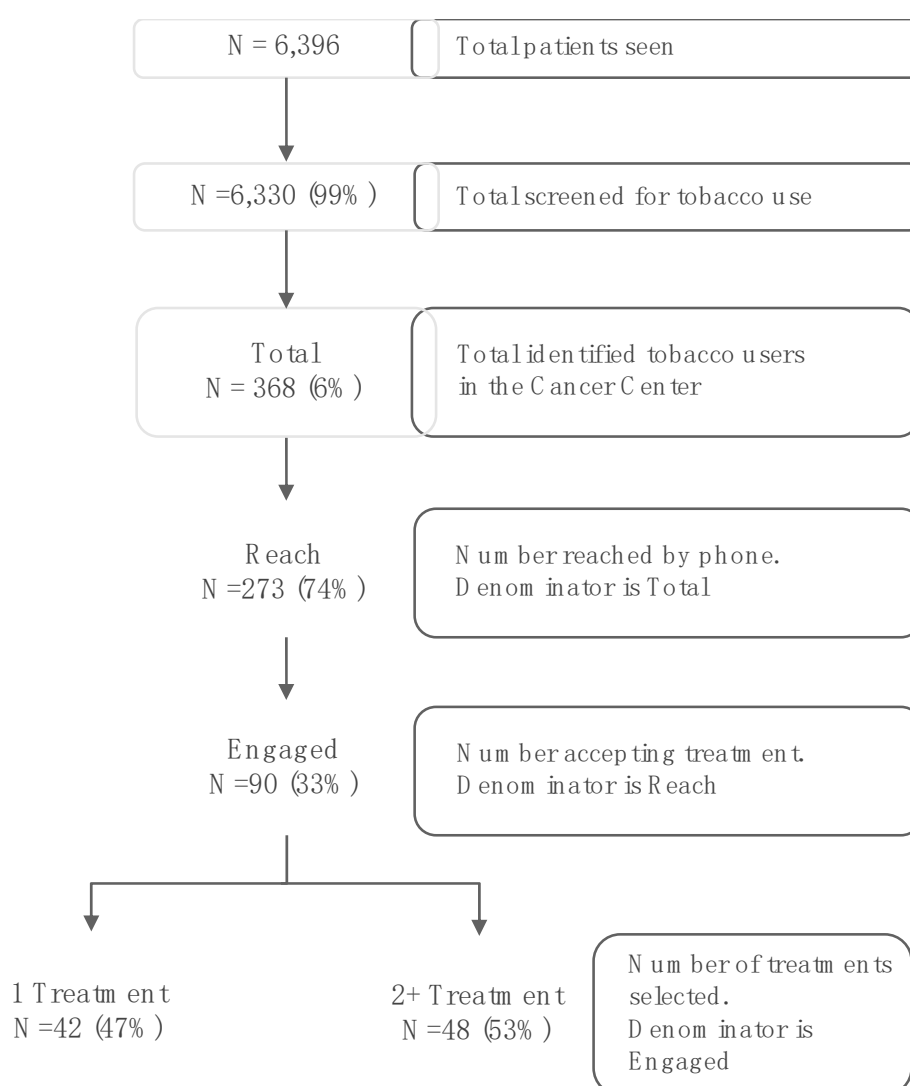 N = 6,396
Total patients seen
N =6,330 (99% )
Total screened for tobacco use
Total
N = 368 (6% )
Total identified tobacco users
in the Cancer Center
Reach
N =273 (74% )
Number reached by phone.
Denominator is Total
Engaged
N =90 (33% )
Number accepting treatment.
Denominator is Reach
1 Treatment
N =42 (47% )
2+ Treatment
N =48 (53% )
Number of treatments
selected.
Denominator is
Engaged